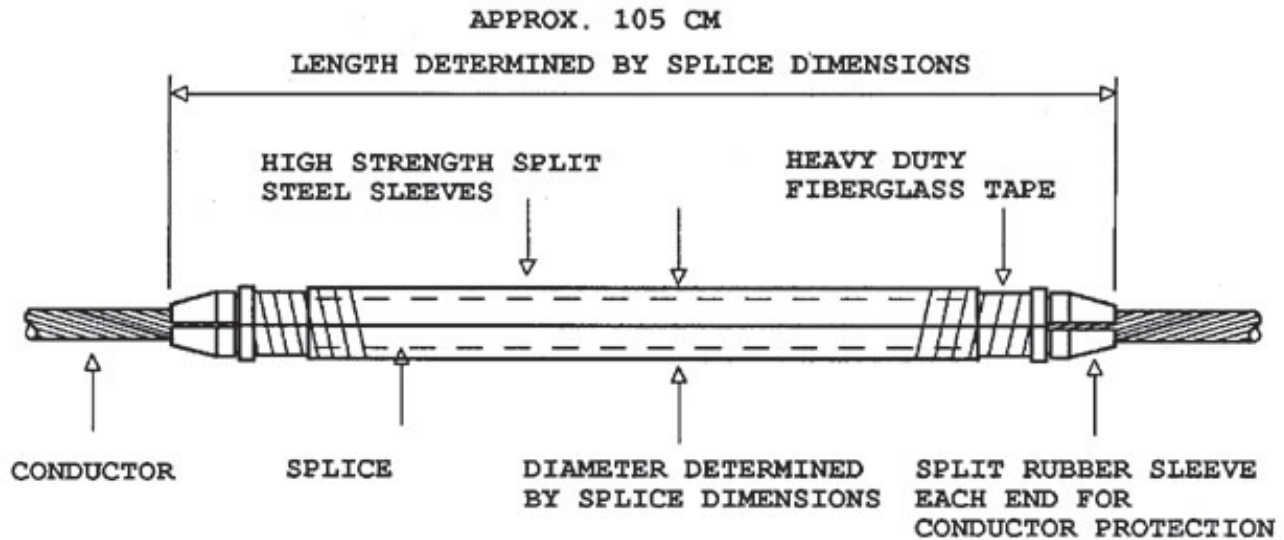 APPROX. 105 CM
LENGTH DETERMINED BY SPLICE DIMENSIONS
HIGH STRENGTH SPLIT
STEEL SLEEVES
HEAVY DUTY
FIBERGLASS TAPE
CONDUCTOR
SPLICE
DIAMETER DETERMINED
BY SPLICE DIMENSIONS
SPLIT RUBBER SLEEVE
EACH END FOR
CONDUCTOR PROTECTION